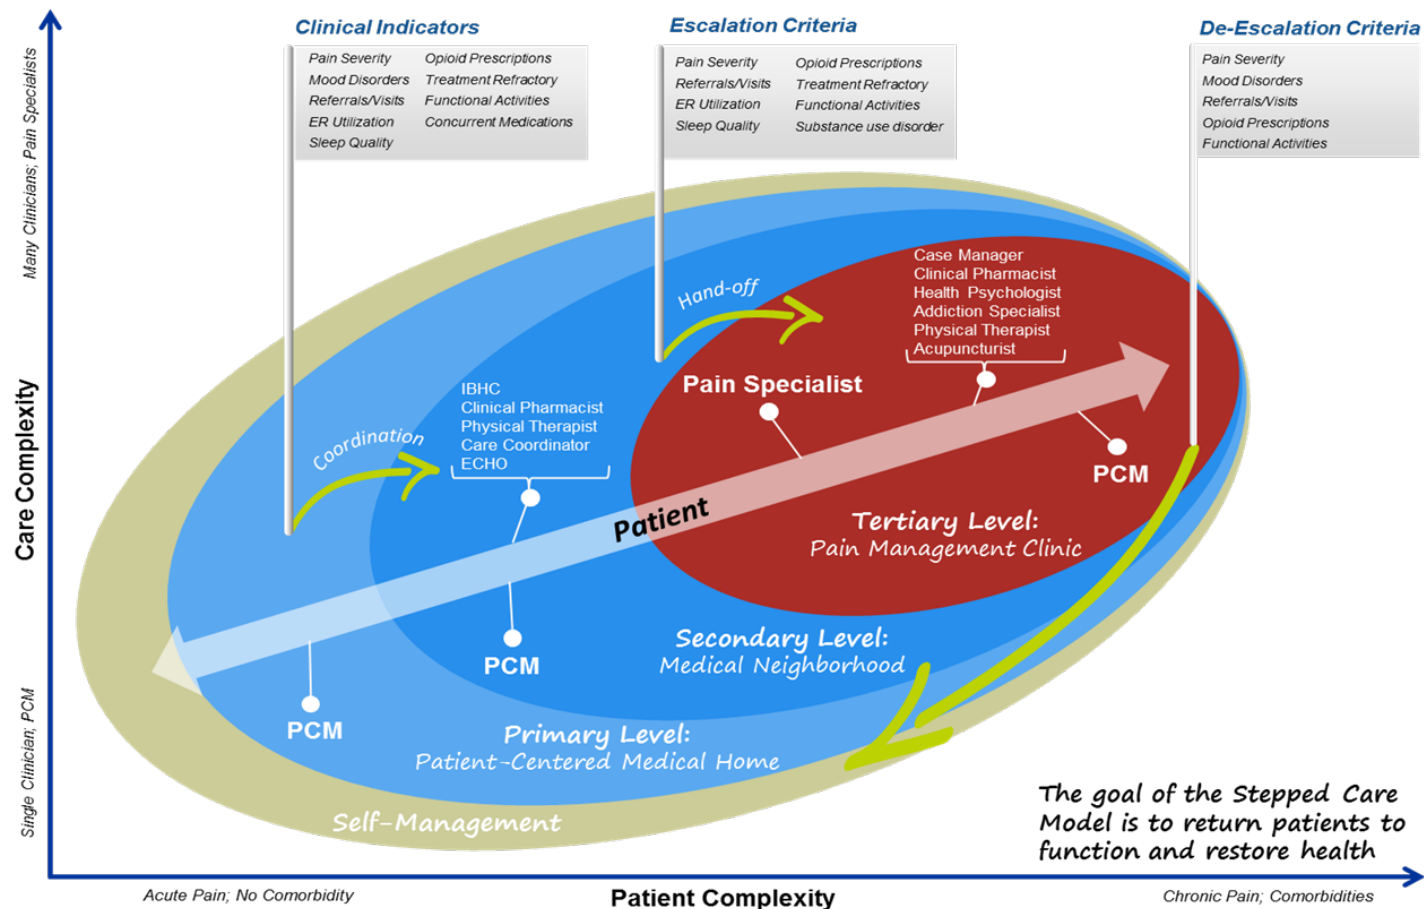 Clinical Indicators
Pain Severity
Mood Disorders
Referrals/Visits
ER Utilization
Sleep Quality
Opioid Prescriptions
Treatment Refractory
Functional Activities
Concurrent Medications
Escalation Criteria
Pain Severity
Referrals/Visits
ER Utilization
Sleep Quality
Opioid Prescriptions
Treatment Refractory
Functional Activities
Substance use disorder
De-Escalation Criteria
Pain Severity
Mood Disorders
Referrals/Visits
Opioid Prescriptions
Functional Activities
Many Clinicians; Pain Specialists
Care Complexity
Single Clinician; PCM
Hand-off
Case Manager
Clinical Pharmacist
Health Psychologist
Addiction Specialist
Physical Therapist
Acupuncturist
Pain Specialist
PCM
Coordination
IBHC
Clinical Pharmacist
Physical Therapist
Care Coordinator
ECHO
Patient
Tertiary Level:
Pain Management Clinic
PCM
Secondary Level:
Medical Neighborhood
PCM
Primary Level:
Patient-Centered Medical Home
Self-Management
The goal of the Stepped Care
Model is to return patients to
function and restore health
Acute Pain; No Comorbidity
Patient Complexity
Chronic Pain; Comorbidities